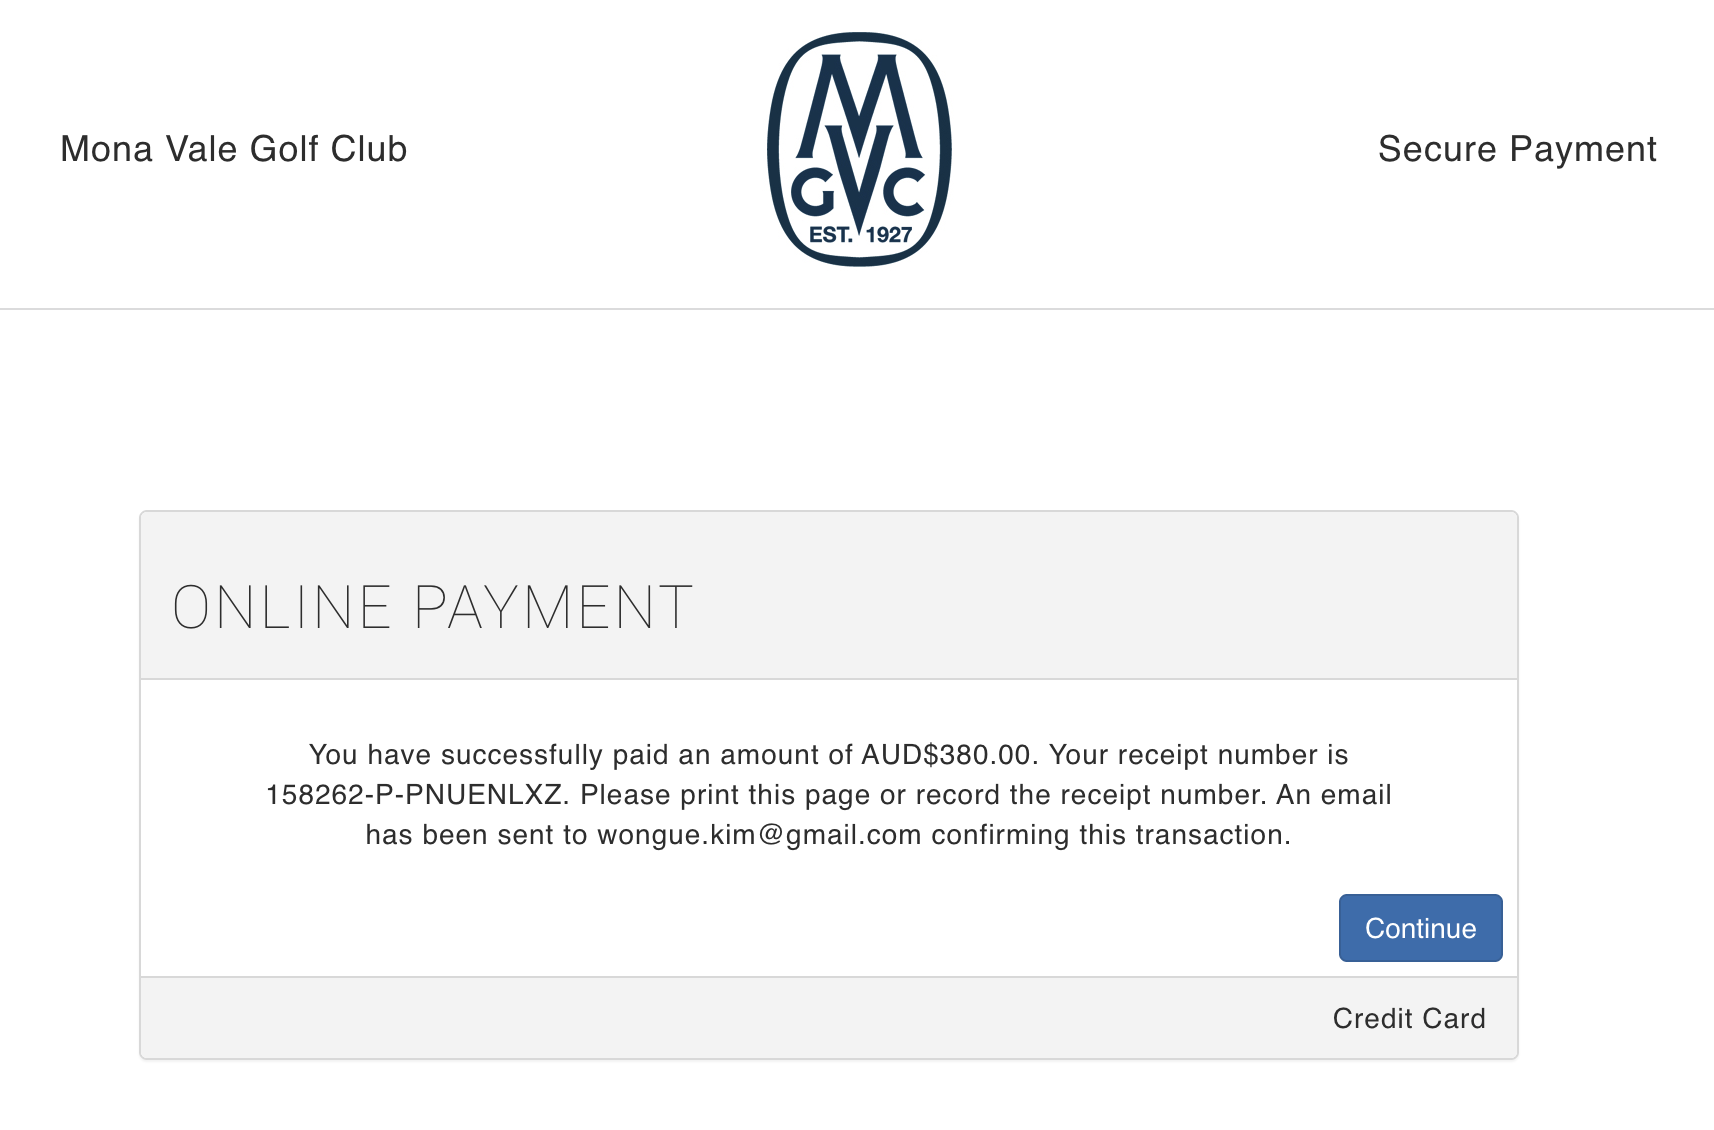 Mona Vale Golf Club
M
V
G C
EST. 1927
Secure Payment
ONLINE PAYMENT
You have successfully paid an amount of AUD$380.00. Your receipt number is
158262-P-PNUENLXZ. Please print this page or record the receipt number. An email
has been sent to wongue.kim@gmail.com confirming this transaction.
Continue
Credit Card